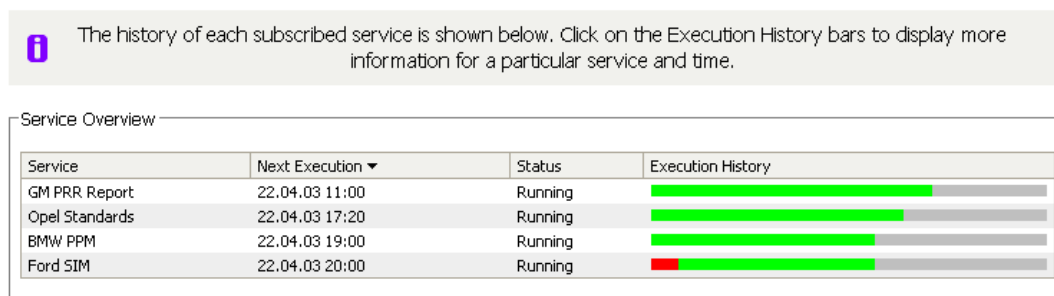 The history of each subscribed service is shown below. Click on the Execution History bars to display more
information for a particular service and time.
Service Overview
Service Next Execution Status Execution History
GM PRR Report 22.04.03 11:00 Running
Opel Standards 22.04.03 17:20 Running
BMW PPM 22.04.03 19:00 Running
Ford SIM 22.04.03 20:00 Running